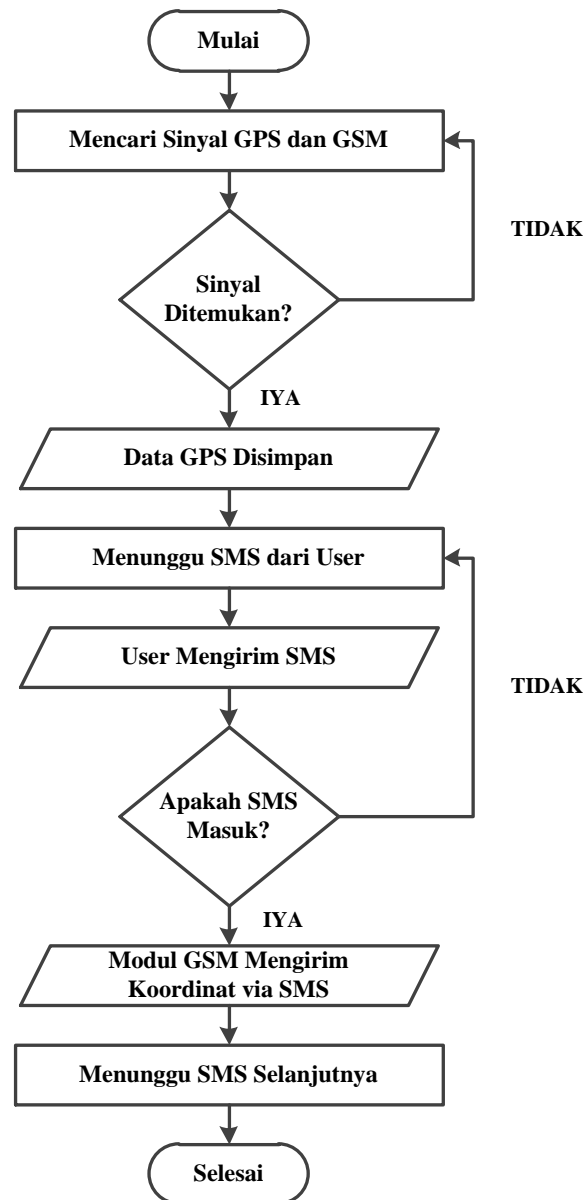 Mulai
Mencari Sinyal GPS dan GSM
TIDAK
Sinyal
Ditemukan?
IYA
Data GPS Disimpan
Menunggu SMS dari User
User Mengirim SMS
TIDAK
Apakah SMS
Masuk?
IYA
Modul GSM Mengirim
Koordinat via SMS
Menunggu SMS Selanjutnya
Selesai